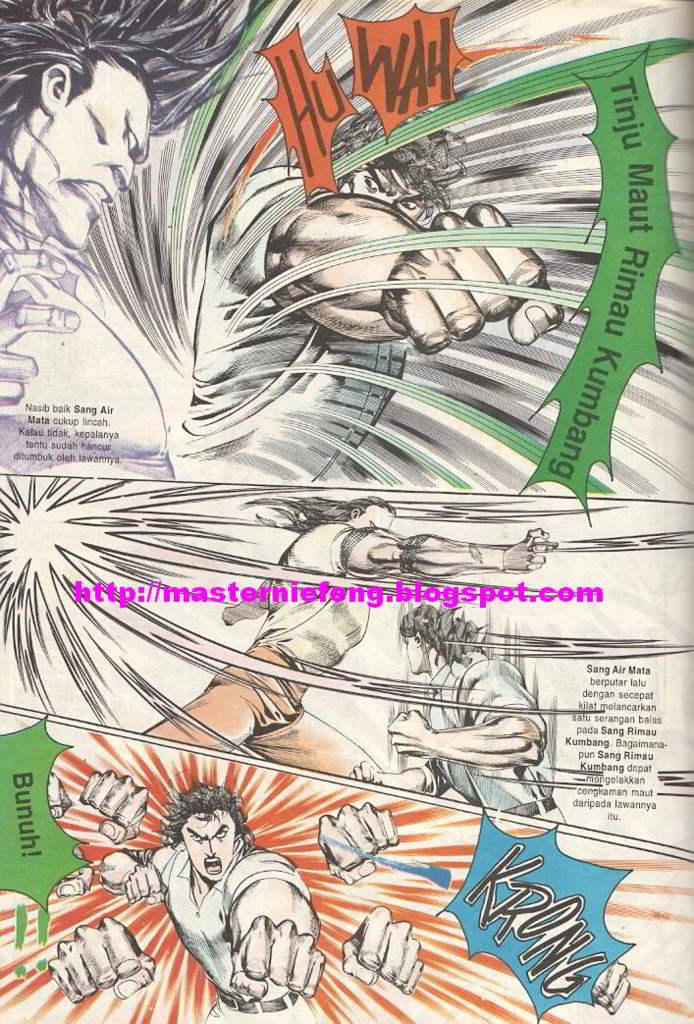 HU WAH
Tinju Maut Rimau Kumbang
Nasib baik Sang Air
Mata cukup lincah.
Kalau tidak, kepalanya
tentu sudah hancur
ditumbuk oleh lawannya.
http://masterniefeng.blogspot.com
Sang Air Mata
berputar lalu
dengan secepat
kilat melancarkan
satu serangan balas
pada Sang Rimau
Kumbang. Bagaimana-
pun Sang Rimau
Kumbang dapat
mengelakkan
cengkaman maut
daripada lawannya
itu.
Bunuh!
!!
KRONG